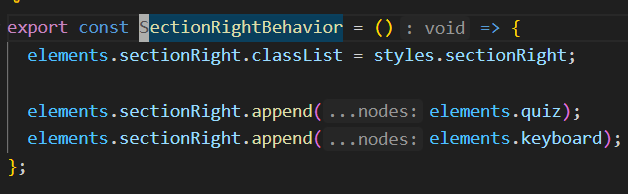 export const SectionRightBehavior = () : void => {
elements.sectionRight.classList = styles.sectionRight;
elements.sectionRight.append(...nodes: elements.quiz);
elements.sectionRight.append(...nodes: elements.keyboard);
};